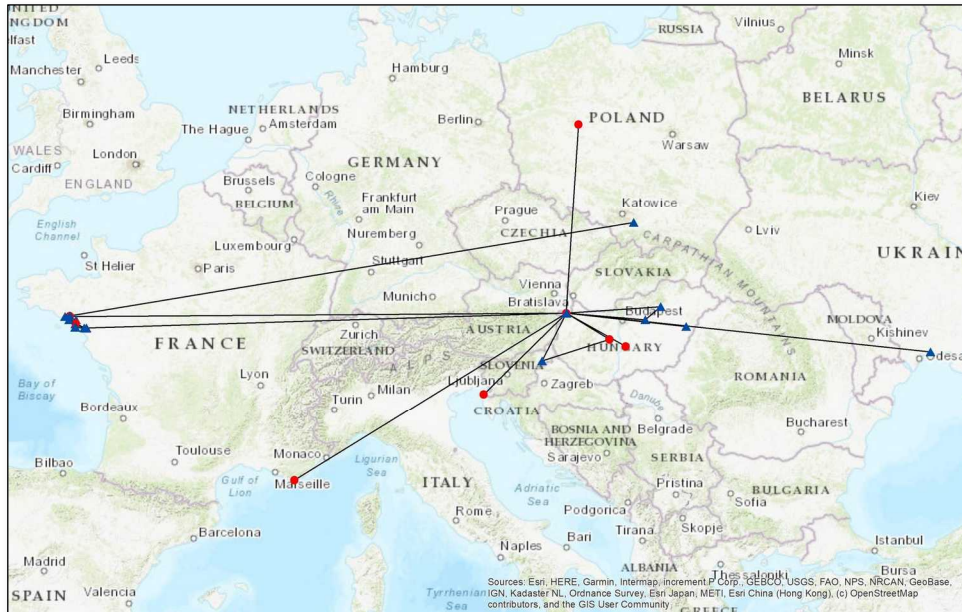 UNITED
KINGDOM
elfast
Leeds
Manchester
Birmingham
WALES
Cardiff
London
ENGLAND
English
Channel
St Helier
Paris
NETHERLANDS
The Hague
Amsterdam
Brussels
BELGIUM
Luxembourg
Hamburg
Berlin
GERMANY
Cologne
Rhine
Frankfurt
am Main
Nuremberg
Stuttgart
Munich
RUSSIA
Vilnius
Minsk
BELARUS
POLAND
Warsaw
Katowice
Prague
CZECHIA
Kiev
Lviv
UKRAIN
CARPATHIAN MOUNTAINS
SLOVAKIA
Vienna
Bratislava
Budapest
HUNGARY
AUSTRIA
MOLDOVA
Kishinev
Odesa
FRANCE
Zurich
SWITZERLAND
ALPS
SLOVENIA
Ljubljana
Zagreb
CROATIA
ROMANIA
Bay of
Biscay
Lyon
Milan
Turin
Bordeaux
Danube
Belgrade
Bucharest
BOSNIA AND
HERZEGOVINA
Sarajevo
SERBIA
Toulouse
Monaco
Ligurian
Sea
Bilbao
Gulf of
Lion
Marseille
ITALY
Adriatic
Sea
Pristina
BULGARIA
Sofia
Podgorica
Skopje
Rome
Tirana
Barcelona
Bari
Istanbul
Naples
Madrid
ALBANIA
Thessaloniki
Bursa
SPAIN
Valencia
Tyrrhenian
Sea
Sources: Esri, HERE, Garmin, Intermap, increment P Corp., GEBCO, USGS, FAO, NPS, NRCAN, GeoBase,
IGN, Kadaster NL, Ordnance Survey, Esri Japan, METI, Esri China (Hong Kong), (c) OpenStreetMap
contributors, and the GIS User Community